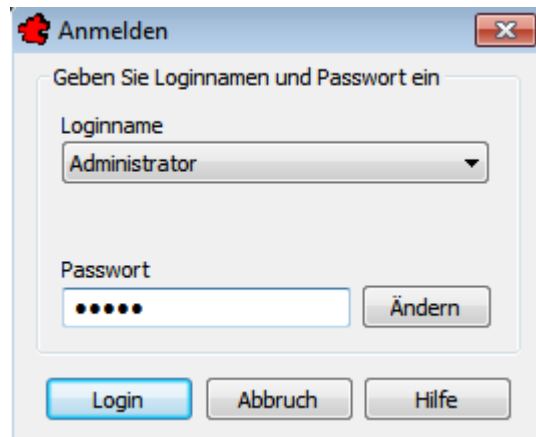 Anmelden
Geben Sie Loginnamen und Passwort ein
Loginname
Administrator
Passwort
●●●●●
Ändern
Login
Abbruch
Hilfe